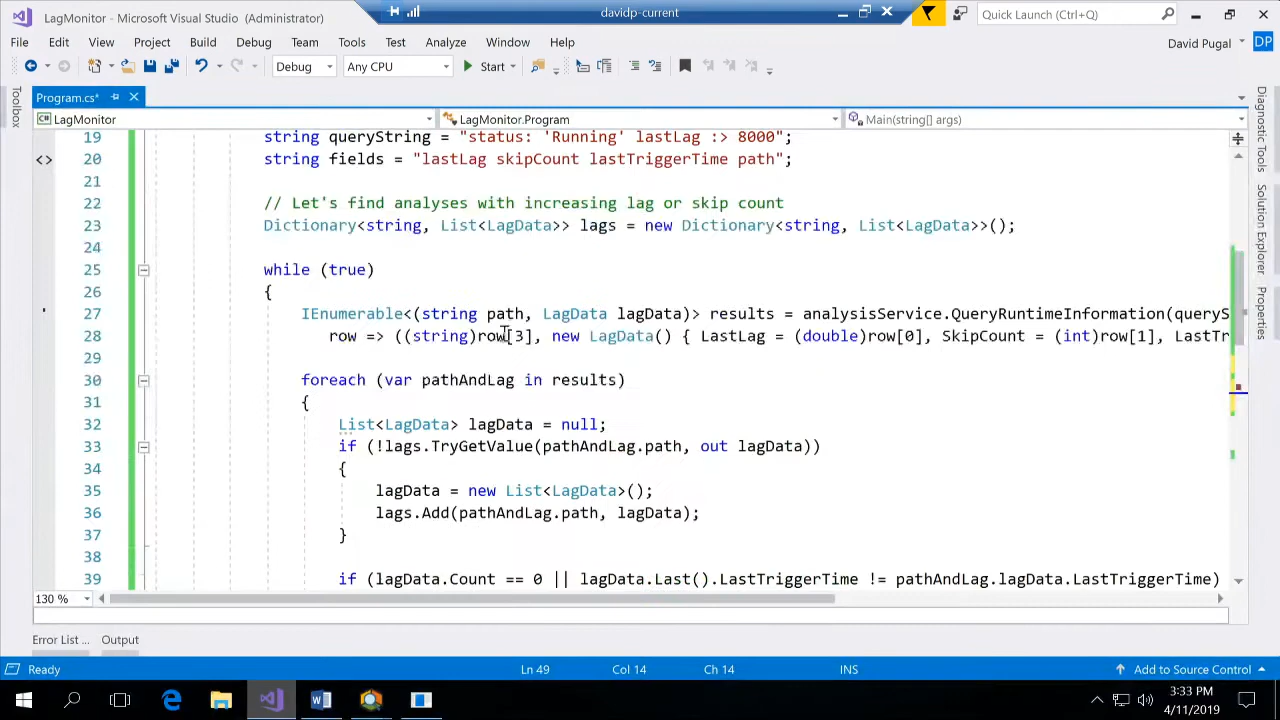 LagMonitor - Microsoft Visual Studio (Administrator)
davidp-current
Quick Launch (Ctrl+Q)
File Edit View Project Build Debug Team Tools Test Analyze Window Help
David Pugal
DP
Debug Any CPU Start
Program.cs*
LagMonitor LagMonitor.Program Main(string[] args)
Toolbox
Diagnostic Tools
Solution Explorer
Properties
19 string queryString = "status: 'Running' lastLag :> 8000";
20 string fields = "lastLag skipCount lastTriggerTime path";
21
22 // Let's find analyses with increasing lag or skip count
23 Dictionary<string, List<LagData>> lags = new Dictionary<string, List<LagData>>();
24
25 while (true)
26 {
27 IEnumerable<(string path, LagData lagData)> results = analysisService.QueryRuntimeInformation(queryS
28 row => ((string)row[3], new LagData() { LastLag = (double)row[0], SkipCount = (int)row[1], LastTr
29
30 foreach (var pathAndLag in results)
31 {
32 List<LagData> lagData = null;
33 if (!lags.TryGetValue(pathAndLag.path, out lagData))
34 {
35 lagData = new List<LagData>();
36 lags.Add(pathAndLag.path, lagData);
37 }
38
39 if (lagData.Count == 0 || lagData.Last().LastTriggerTime != pathAndLag.lagData.LastTriggerTime)
130 %
Error List ... Output
Ready Ln 49 Col 14 Ch 14 INS Add to Source Control
3:33 PM
4/11/2019